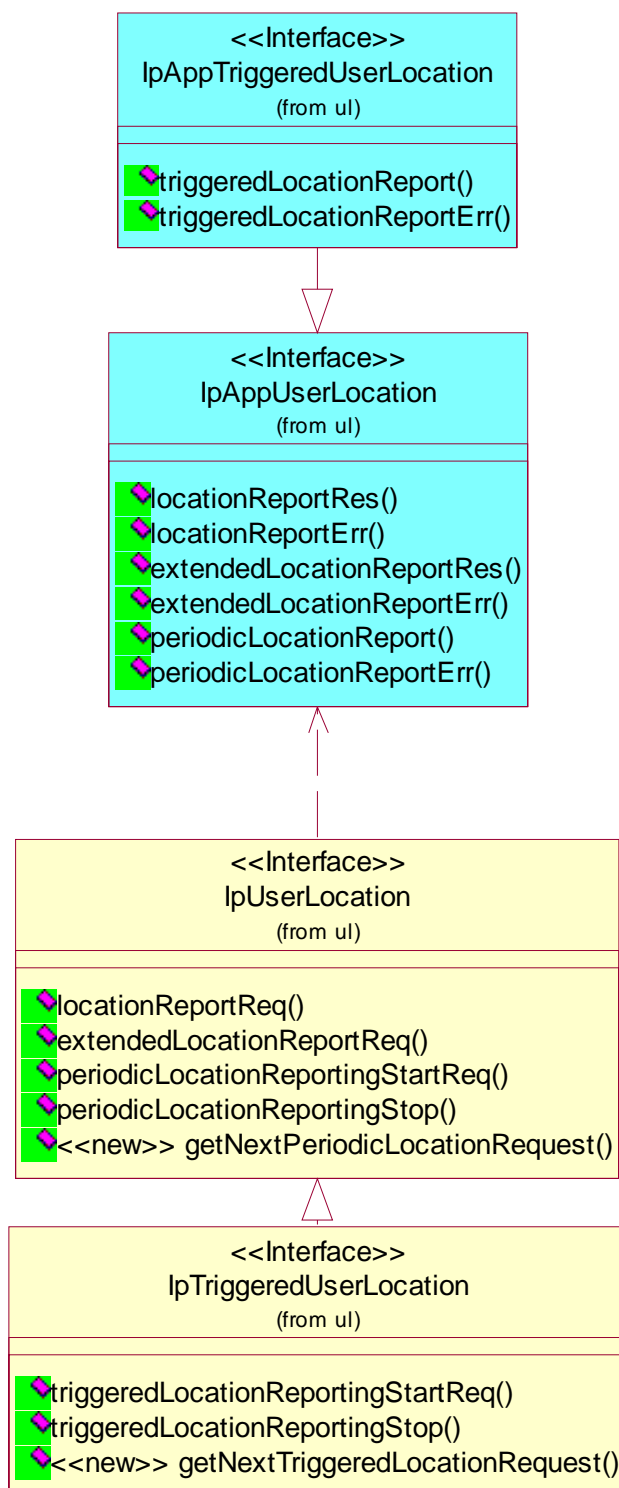 <<Interface>>
IpAppTriggeredUserLocation
(from ul)
triggeredLocationReport()
triggeredLocationReportErr()
<<Interface>>
IpAppUserLocation
(from ul)
locationReportRes()
locationReportErr()
extendedLocationReportRes()
extendedLocationReportErr()
periodicLocationReport()
periodicLocationReportErr()
<<Interface>>
IpUserLocation
(from ul)
locationReportReq()
extendedLocationReportReq()
periodicLocationReportingStartReq()
periodicLocationReportingStop()
<<new>> getNextPeriodicLocationRequest()
<<Interface>>
IpTriggeredUserLocation
(from ul)
triggeredLocationReportingStartReq()
triggeredLocationReportingStop()
<<new>> getNextTriggeredLocationRequest()